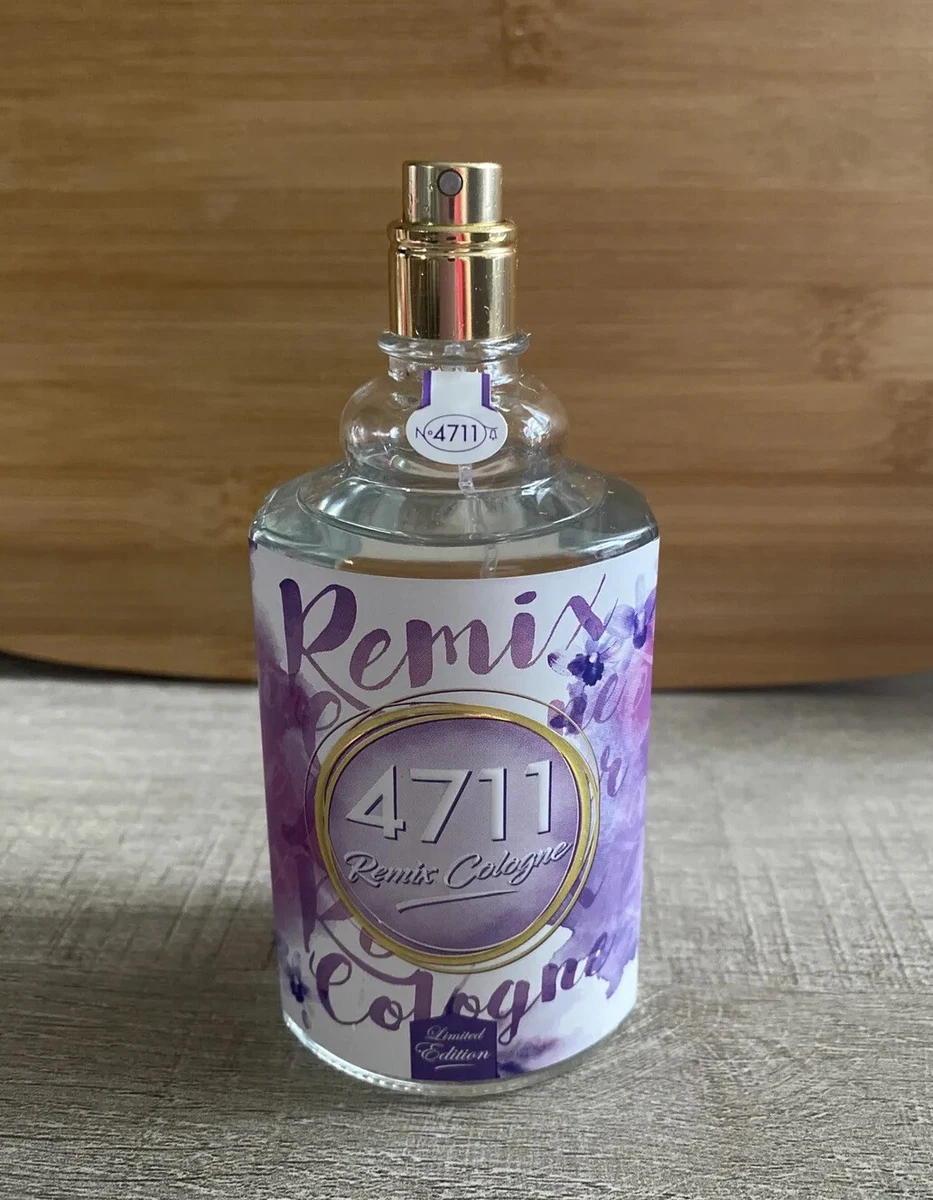 Nº4711
Remix
4711
Remix Cologne
Cologne
Limited
Edition